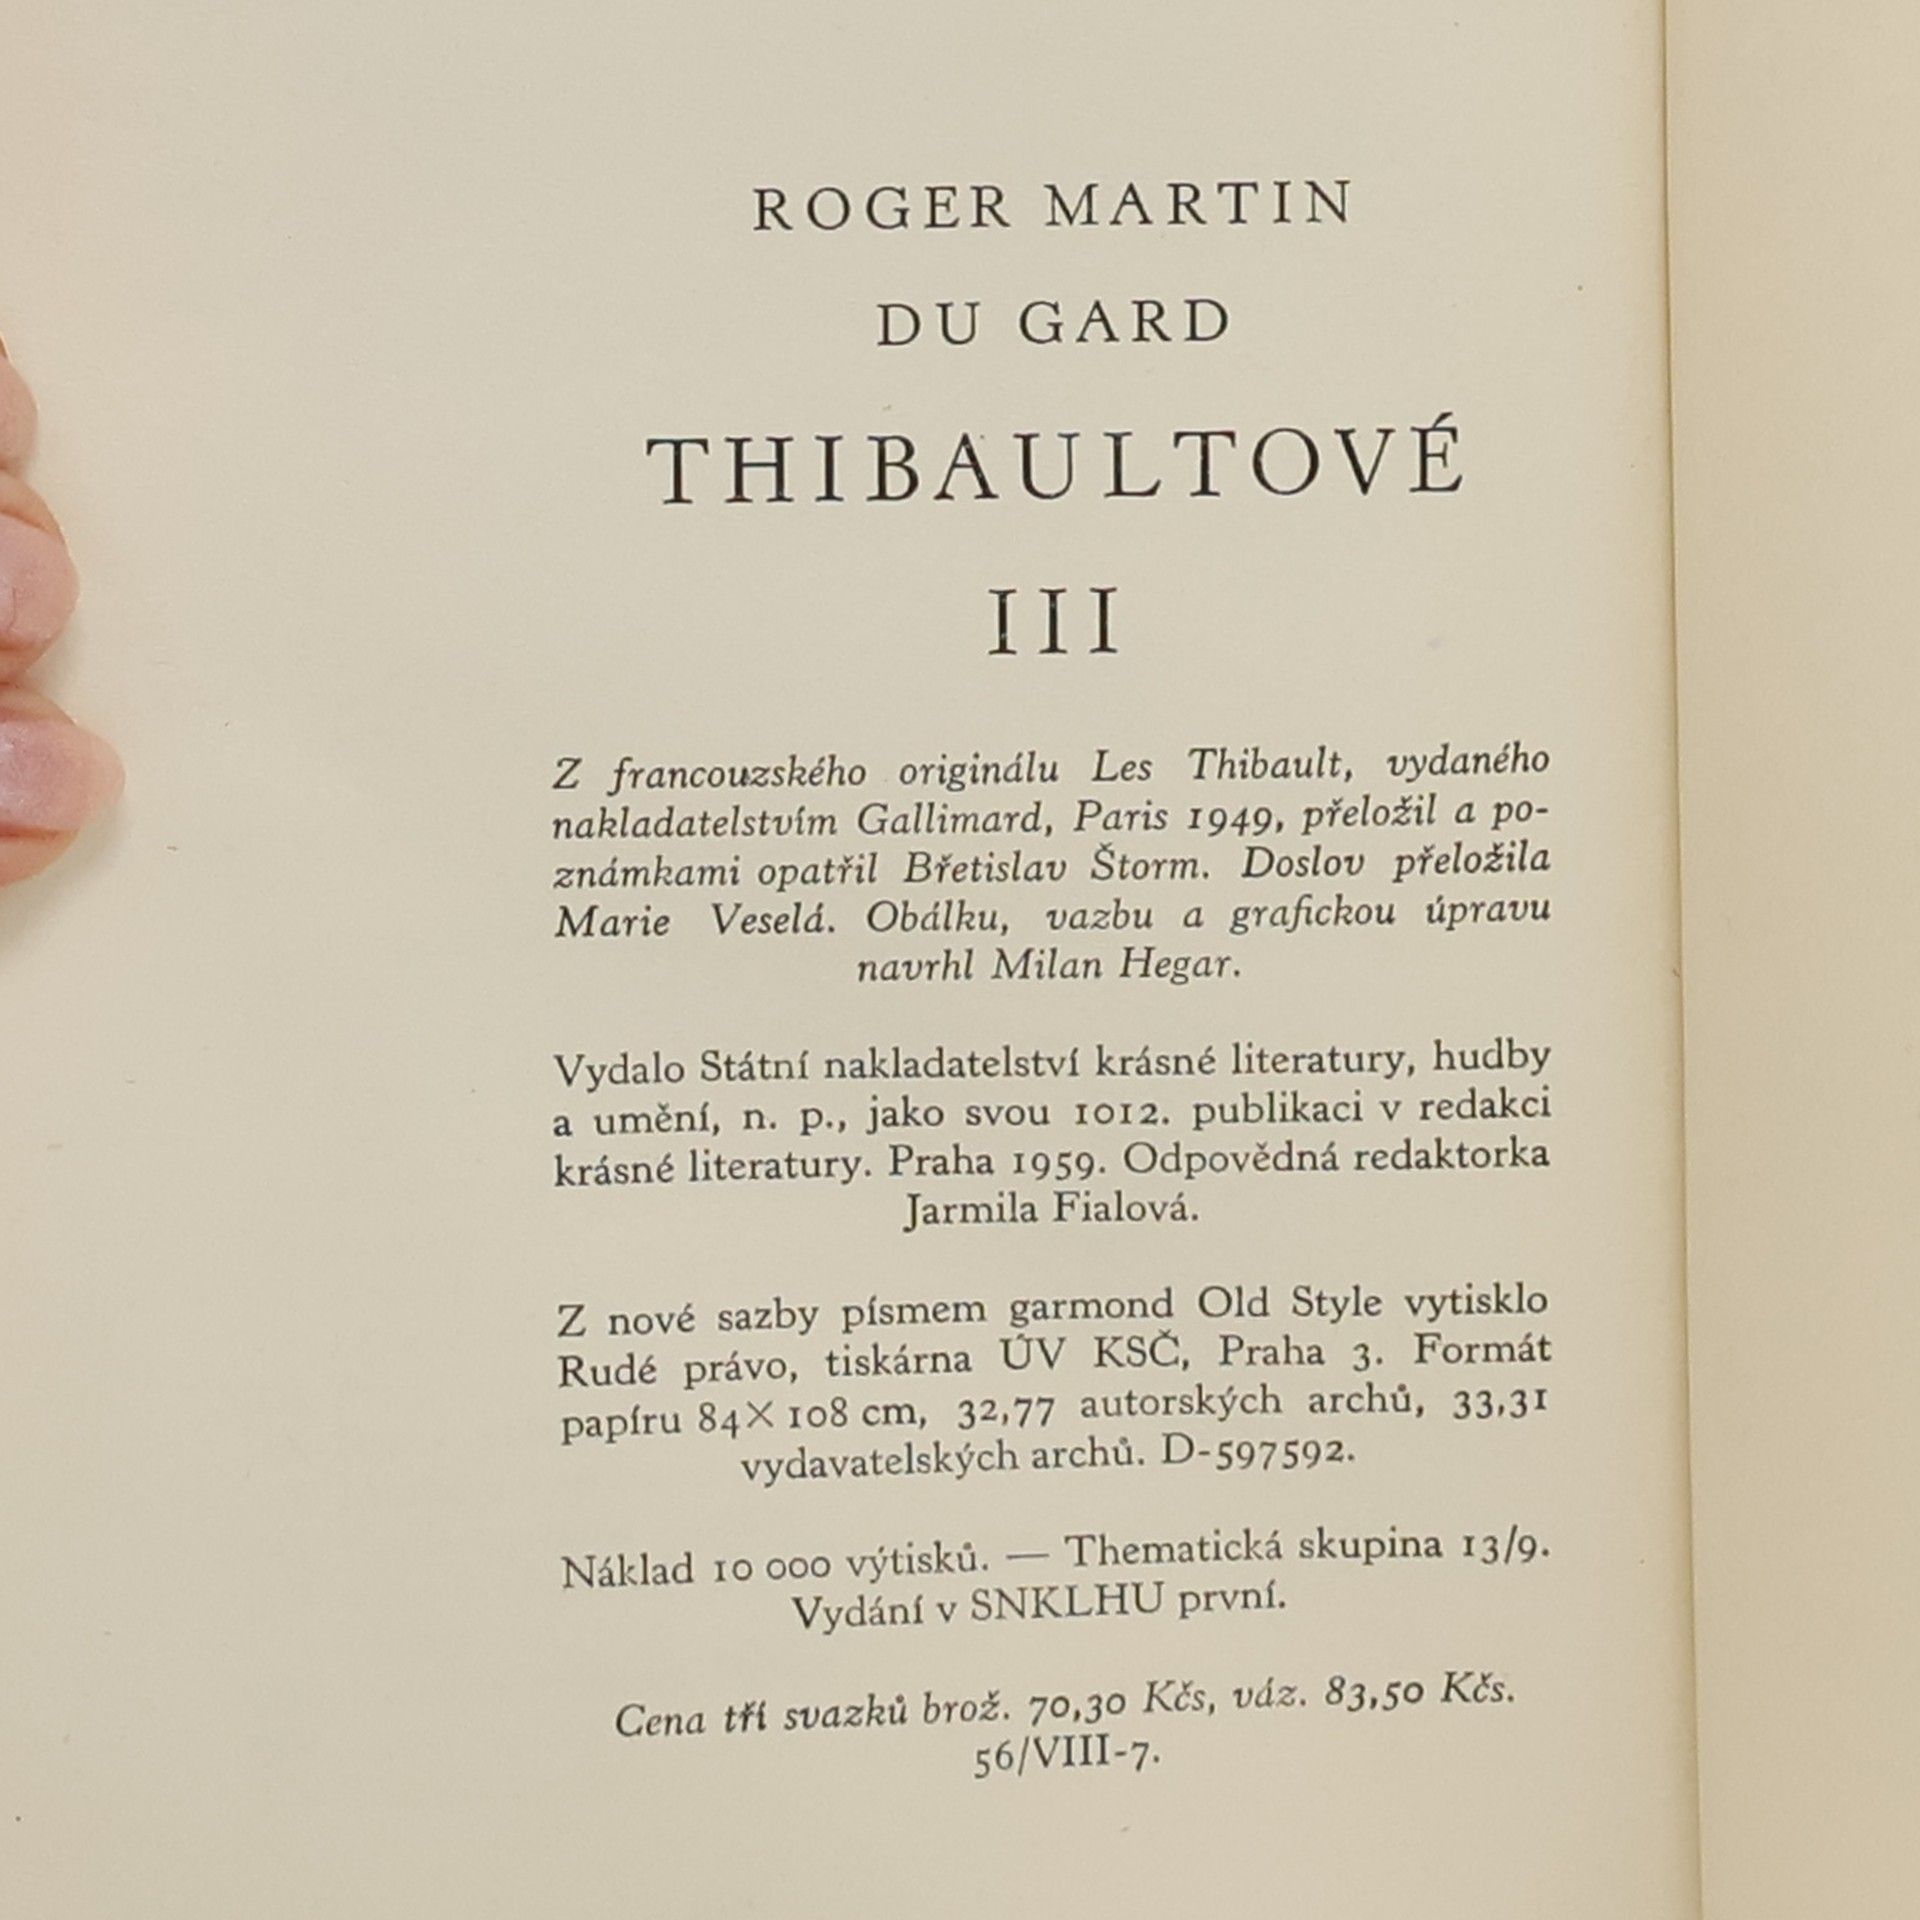 ROGER MARTIN
DU GARD
THIBAULTOVÉ
III
Z francouzského originálu Les Thibault, vydaného
nakladatelstvím Gallimard, Paris 1949, přeložil a po-
známkami opatřil Břetislav Štorm. Doslov přeložila
Marie Veselá. Obálku, vazbu a grafickou úpravu
navrhl Milan Hegar.
Vydalo Státní nakladatelství krásné literatury, hudby
a umění, n. p., jako svou 1012. publikaci v redakci
krásné literatury. Praha 1959. Odpovědná redaktorka
Jarmila Fialová.
Z nové sazby písmem garmond Old Style vytisklo
Rudé právo, tiskárna ÚV KSČ, Praha 3. Formát
papíru 84×108 cm, 32,77 autorských archů, 33,31
vydavatelských archů. D-597592.
Náklad 10 000 výtisků. — Thematická skupina 13/9.
Vydání v SNKLHU první.
Cena tří svazků brož. 70,30 Kčs, váz. 83,50 Kčs.
56/VIII-7.